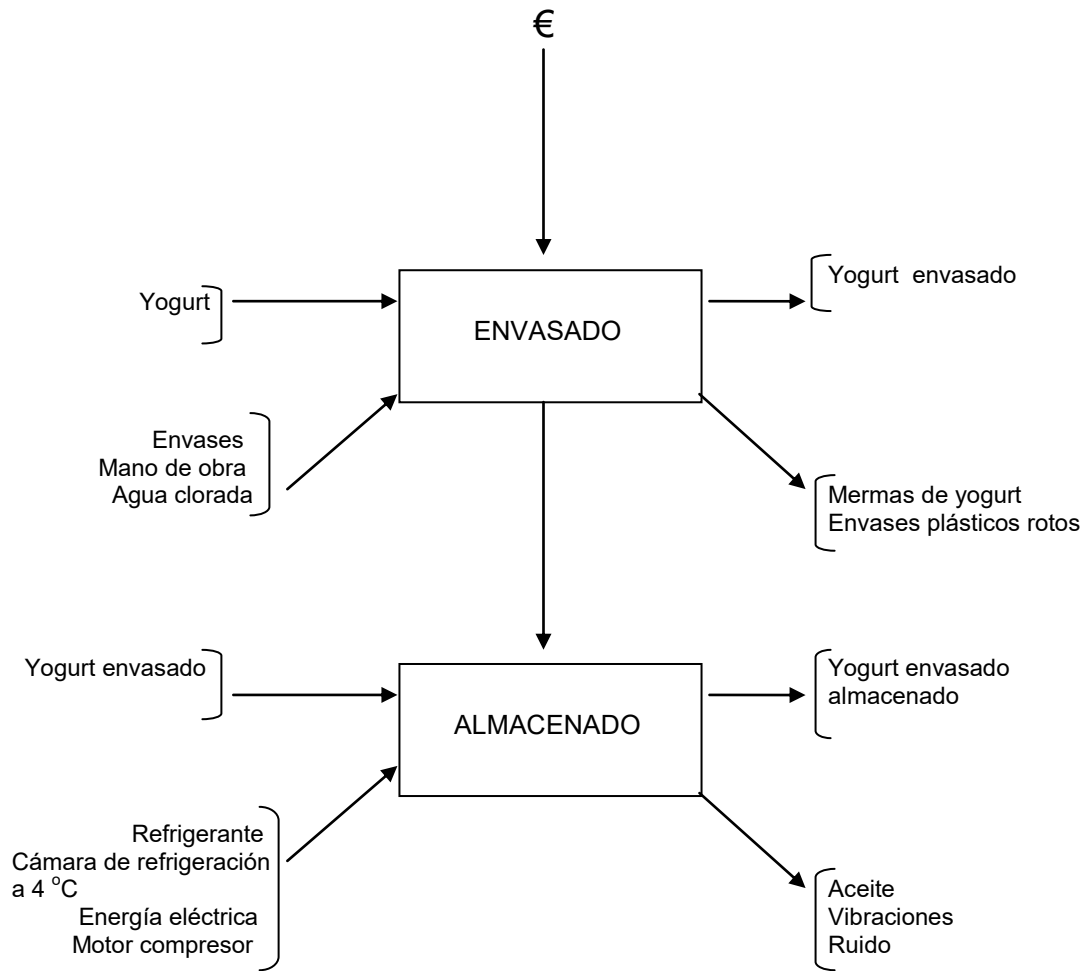 €
Yogurt
ENVASADO
Yogurt envasado
Envases
Mano de obra
Agua clorada
Mermas de yogurt
Envases plásticos rotos
Yogurt envasado
ALMACENADO
Yogurt envasado
almacenado
Refrigerante
Cámara de refrigeración
a 4 °C
Energía eléctrica
Motor compresor
Aceite
Vibraciones
Ruido